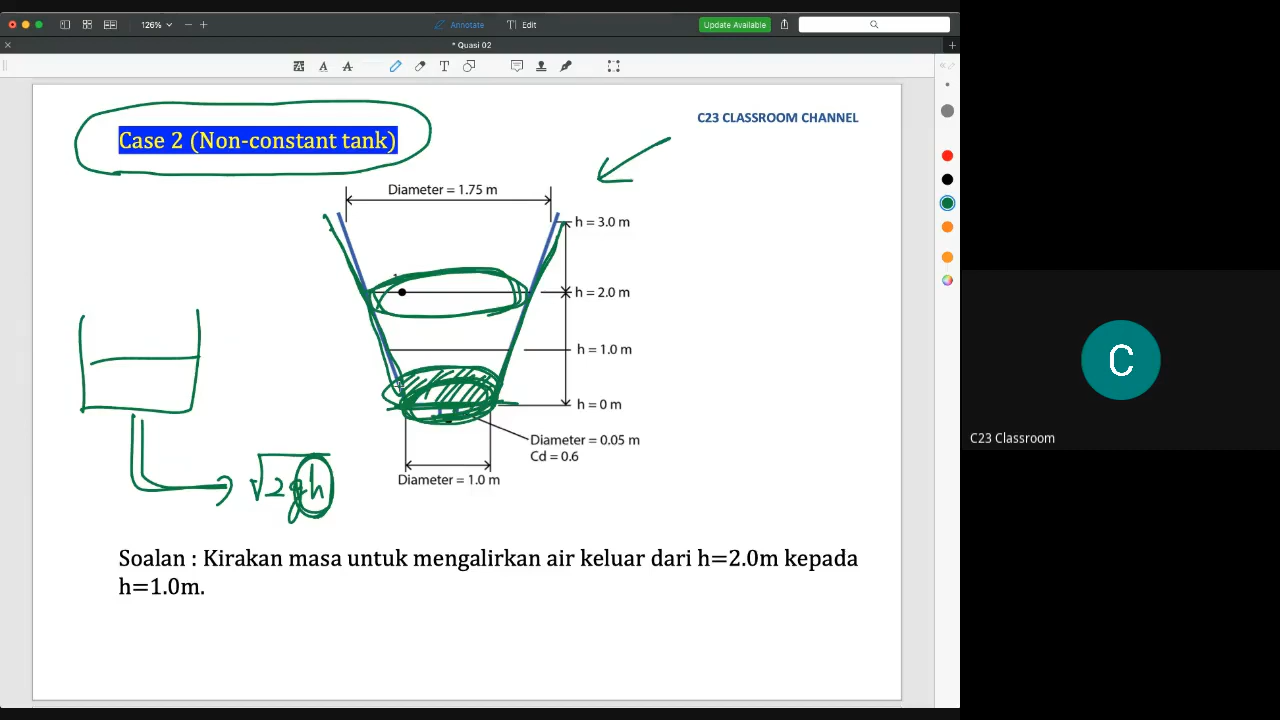 126%
Annotate
Edit
Update Available
* Quasi 02
Case 2 (Non-constant tank)
C23 CLASSROOM CHANNEL
Diameter = 1.75 m
h = 3.0 m
h = 2.0 m
h = 1.0 m
h = 0 m
Diameter = 0.05 m
Cd = 0.6
Diameter = 1.0 m
√2gh
Soalan : Kirakan masa untuk mengalirkan air keluar dari h=2.0m kepada
h=1.0m.
C
C23 Classroom